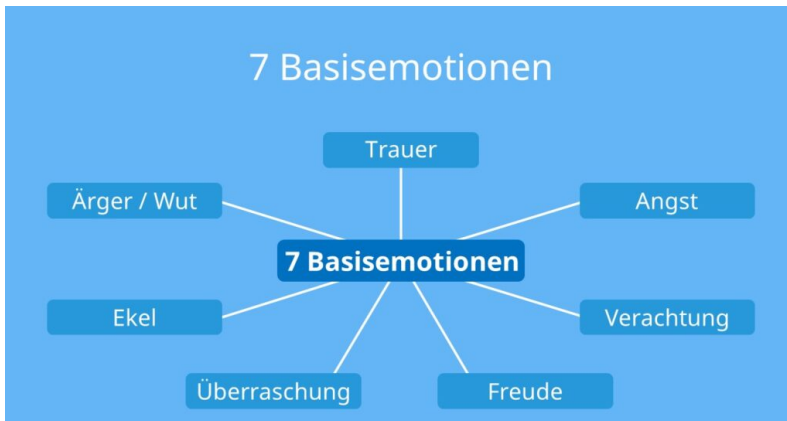 7 Basisemotionen
Trauer
Ärger / Wut
Angst
7 Basisemotionen
Ekel
Verachtung
Überraschung
Freude